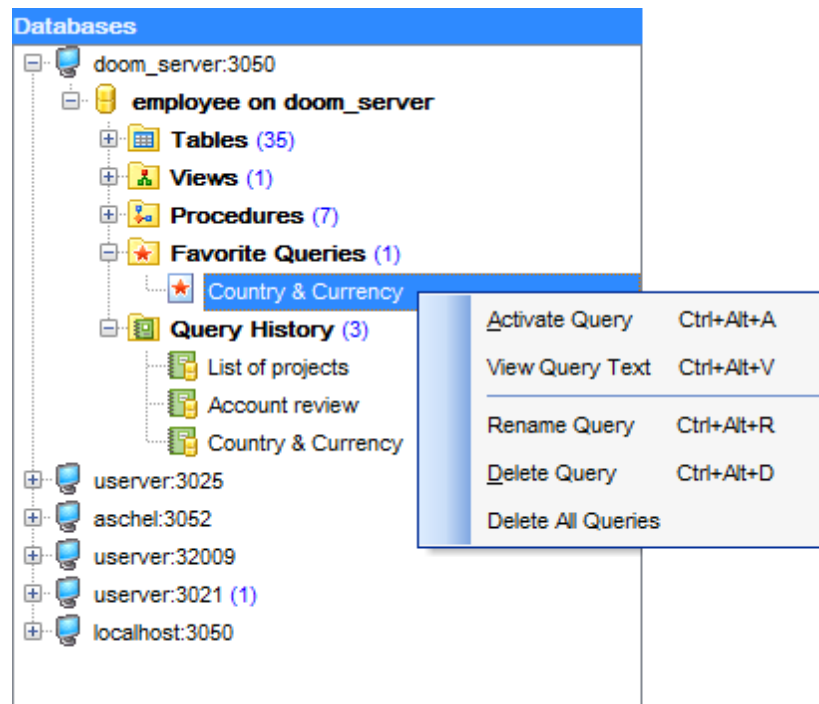 Databases
doom_server:3050
employee on doom_server
Tables (35)
Views (1)
Procedures (7)
Favorite Queries (1)
Country & Currency
Query History (3)
List of projects
Account review
Country & Currency
userver:3025
aschel:3052
userver:32009
userver:3021 (1)
localhost:3050
Activate Query Ctrl+Alt+A
View Query Text Ctrl+Alt+V
Rename Query Ctrl+Alt+R
Delete Query Ctrl+Alt+D
Delete All Queries